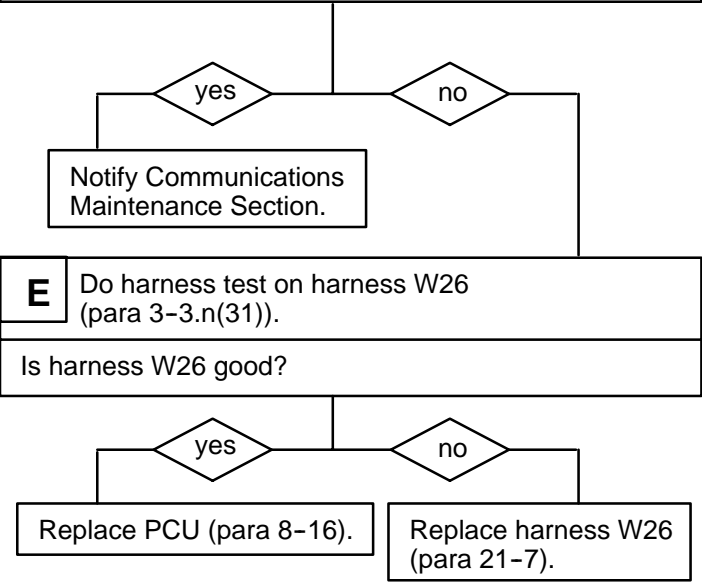 yes
no
Notify Communications
Maintenance Section.
E
Do harness test on harness W26
(para 3-3.n(31)).
Is harness W26 good?
yes
no
Replace PCU (para 8-16).
Replace harness W26
(para 21-7).